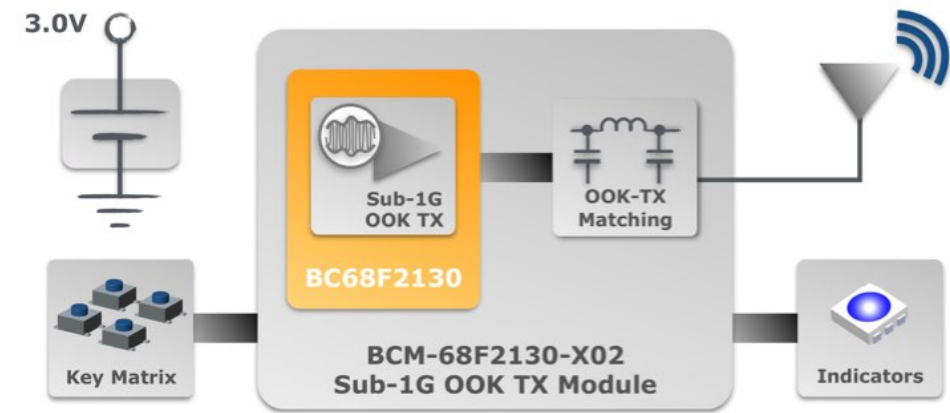 3.0V
Sub-1G
OOK TX
BC68F2130
OOK-TX
Matching
Key Matrix
BCM-68F2130-X02
Sub-1G OOK TX Module
Indicators